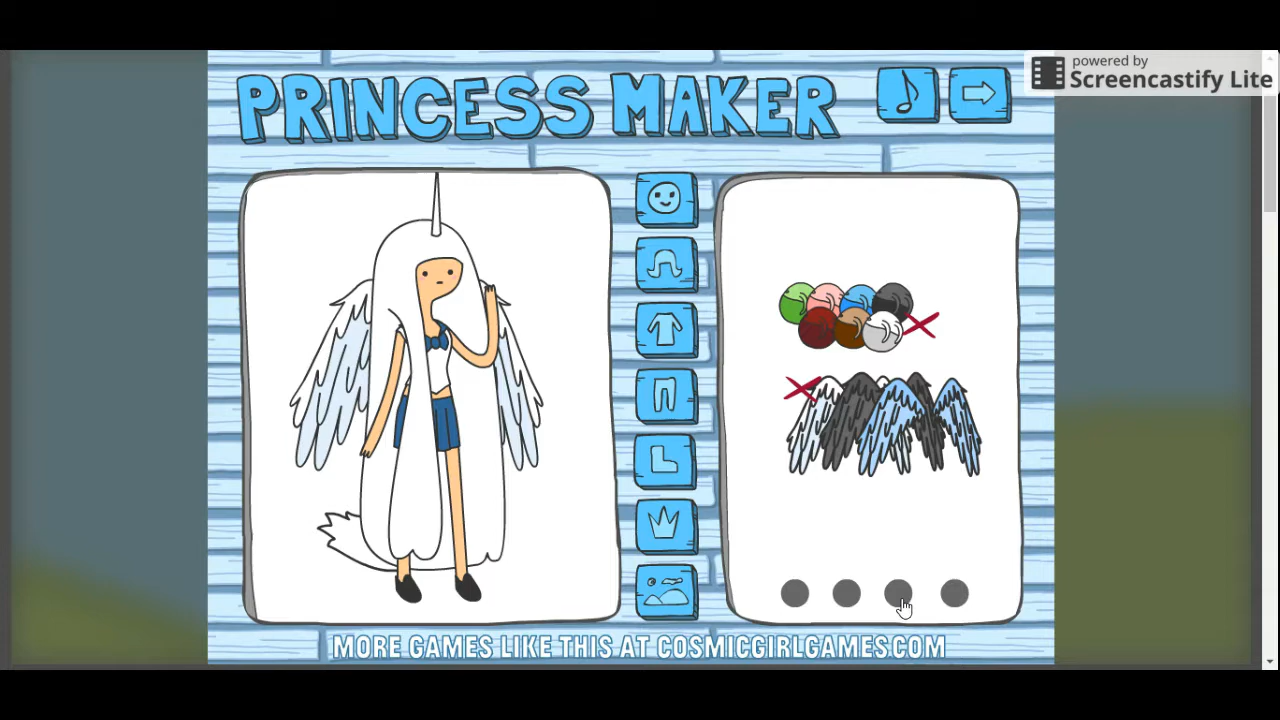 powered by
Screencastify Lite
PRINCESS MAKER
MORE GAMES LIKE THIS AT COSMICGIRLGAMES.COM